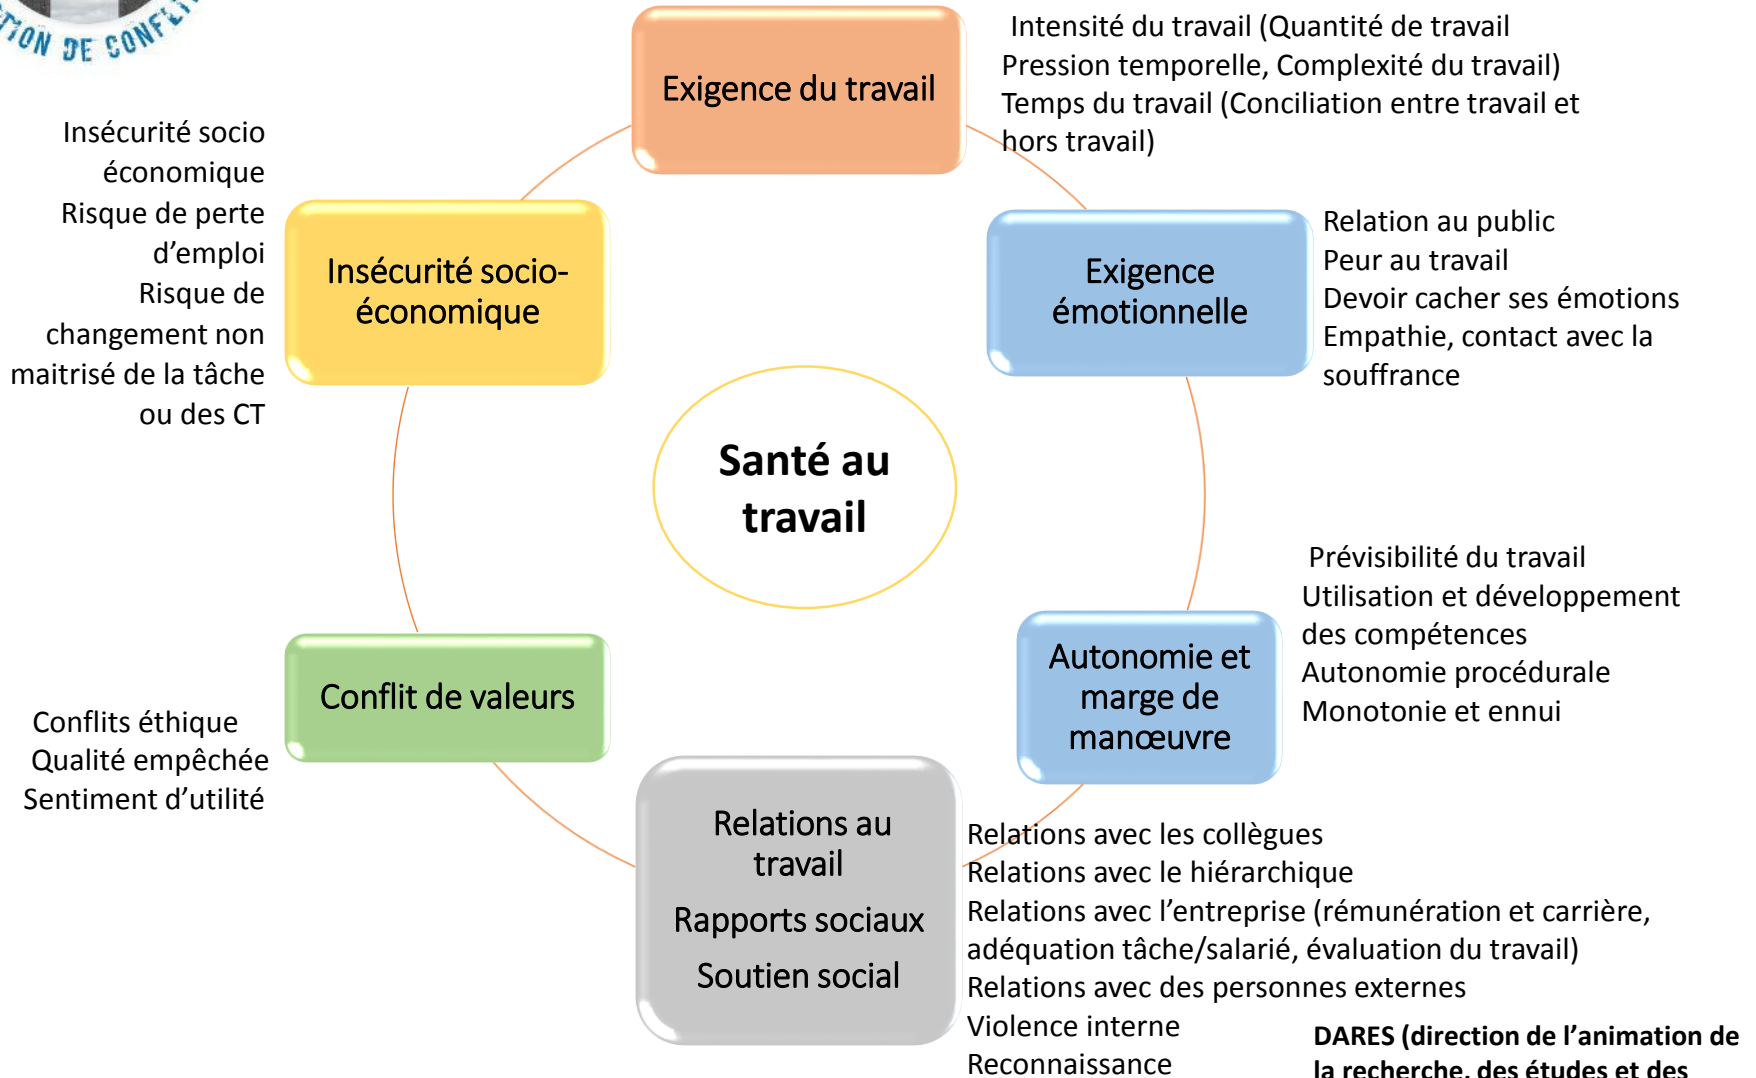 TION DE CONFLI
Exigence du travail
Intensité du travail (Quantité de travail
Pression temporelle, Complexité du travail)
Temps du travail (Conciliation entre travail et
hors travail)
Insécurité socio
économique
Risque de perte
d’emploi
Risque de
changement non
maitrisé de la tâche
ou des CT
Insécurité socio-
économique
Exigence
émotionnelle
Relation au public
Peur au travail
Devoir cacher ses émotions
Empathie, contact avec la
souffrance
Santé au
travail
Prévisibilité du travail
Utilisation et développement
des compétences
Autonomie procédurale
Monotonie et ennui
Autonomie et
marge de
manœuvre
Conflit de valeurs
Conflits éthique
Qualité empêchée
Sentiment d’utilité
Relations au
travail
Rapports sociaux
Soutien social
Relations avec les collègues
Relations avec le hiérarchique
Relations avec l’entreprise (rémunération et carrière,
adéquation tâche/salarié, évaluation du travail)
Relations avec des personnes externes
Violence interne
Reconnaissance
DARES (direction de l’animation de
la recherche, des études et des